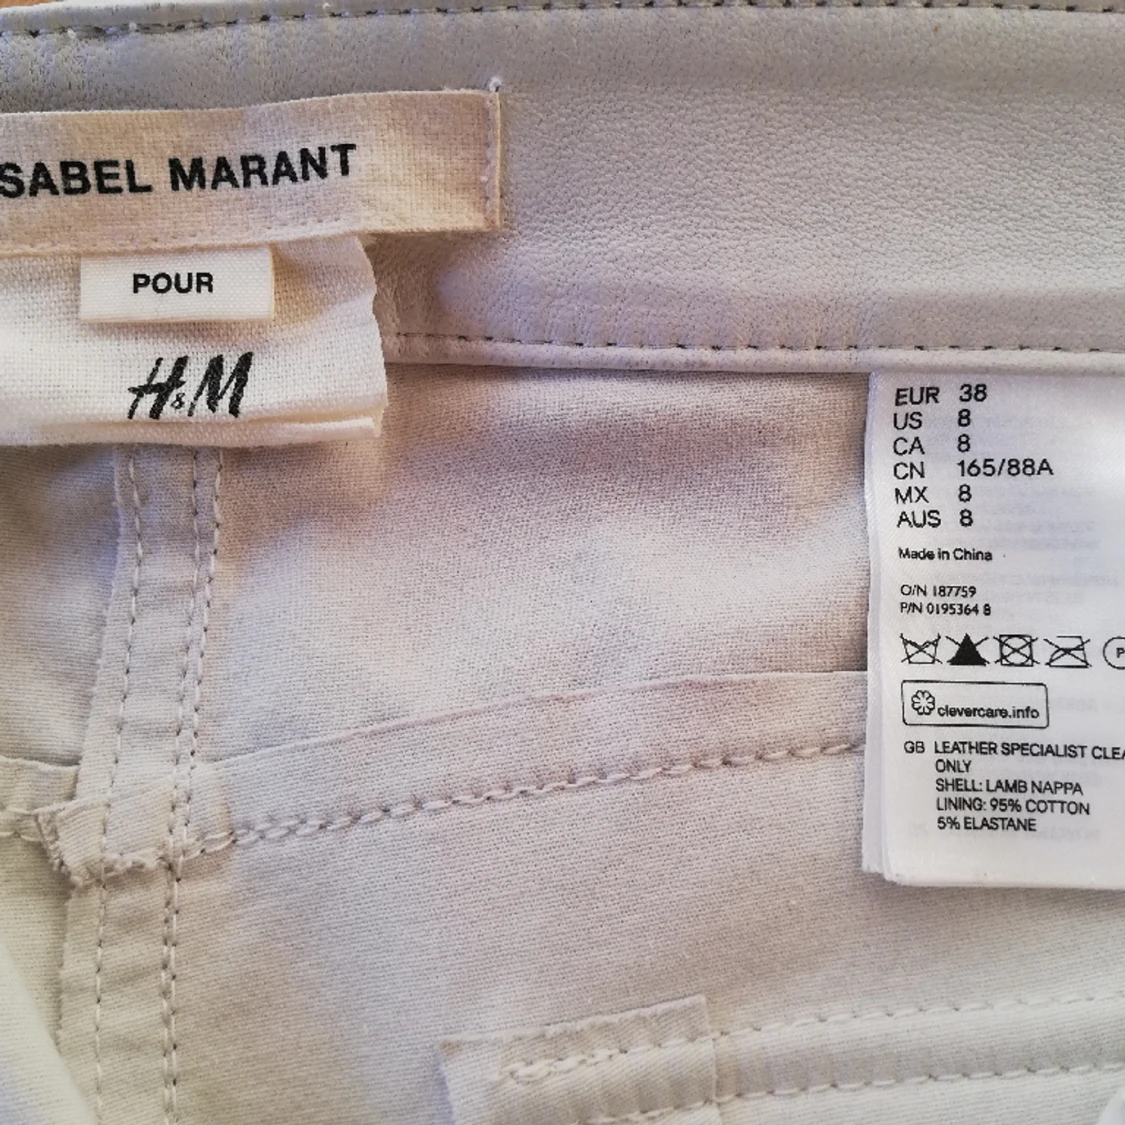 SABEL MARANT
POUR
H&M
EUR 38
US 8
CA 8
CN 165/88A
MX 8
AUS 8
Made in China
O/N 187759
P/N 0195364 8
P
clevercare.info
GB LEATHER SPECIALIST CLEA
ONLY
SHELL: LAMB NAPPA
LINING: 95% COTTON
5% ELASTANE